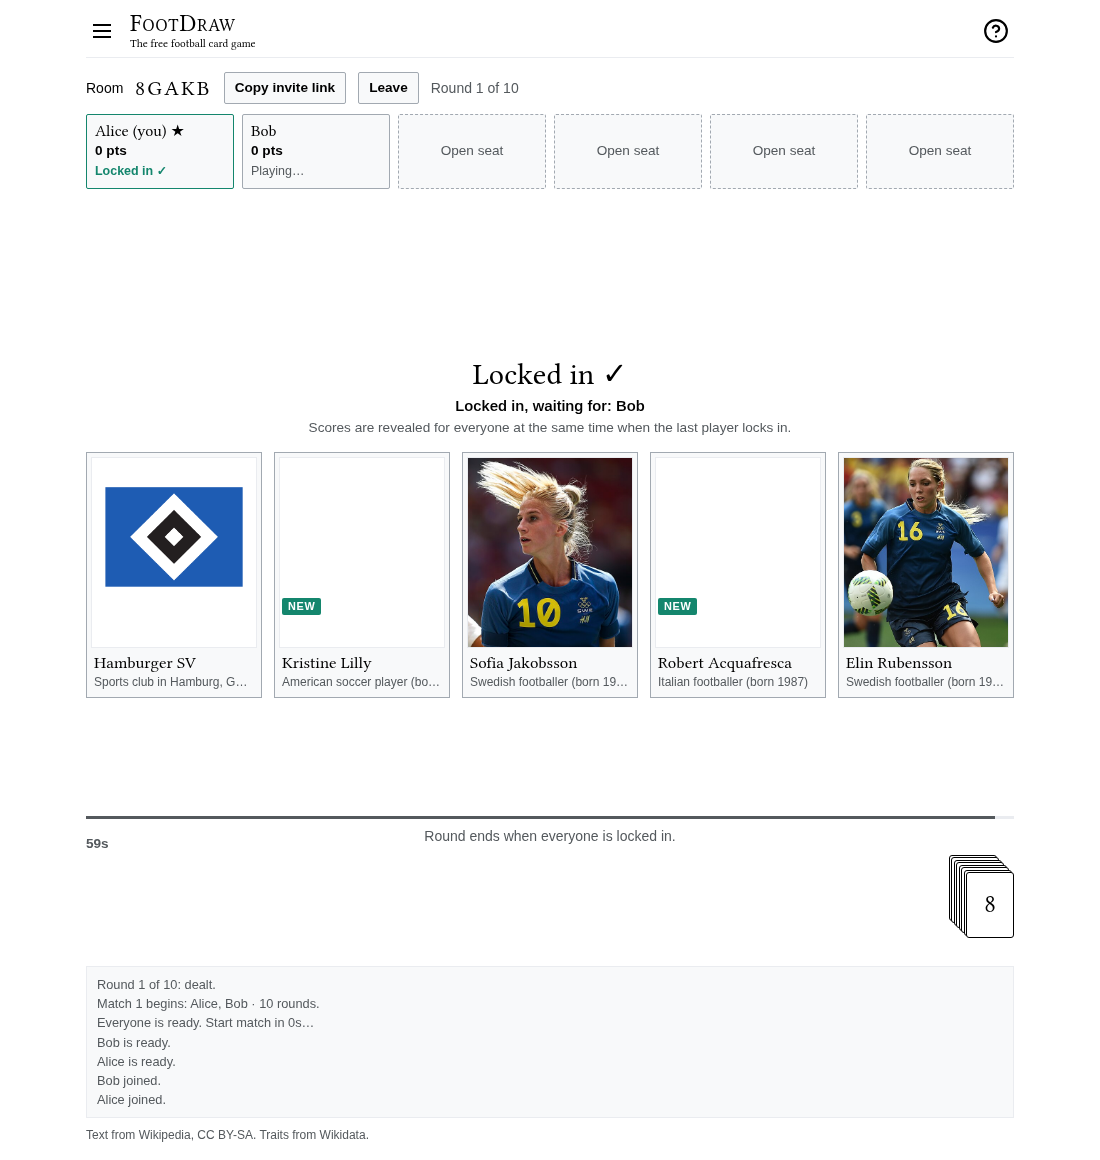 FootDraw
The free football card game
Room 8GAKB Copy invite link Leave Round 1 of 10
Alice (you) ★
0 pts
Locked in ✓
Bob
0 pts
Playing…
Open seat
Open seat
Open seat
Open seat
Locked in ✓
Locked in, waiting for: Bob
Scores are revealed for everyone at the same time when the last player locks in.
Hamburger SV
Sports club in Hamburg, G…
NEW
Kristine Lilly
American soccer player (bo…
10
SWE
Sofia Jakobsson
Swedish footballer (born 19…
NEW
Robert Acquafresca
Italian footballer (born 1987)
16
16
Elin Rubensson
Swedish footballer (born 19…
59s
Round ends when everyone is locked in.
8
Round 1 of 10: dealt.
Match 1 begins: Alice, Bob · 10 rounds.
Everyone is ready. Start match in 0s…
Bob is ready.
Alice is ready.
Bob joined.
Alice joined.
Text from Wikipedia, CC BY-SA. Traits from Wikidata.